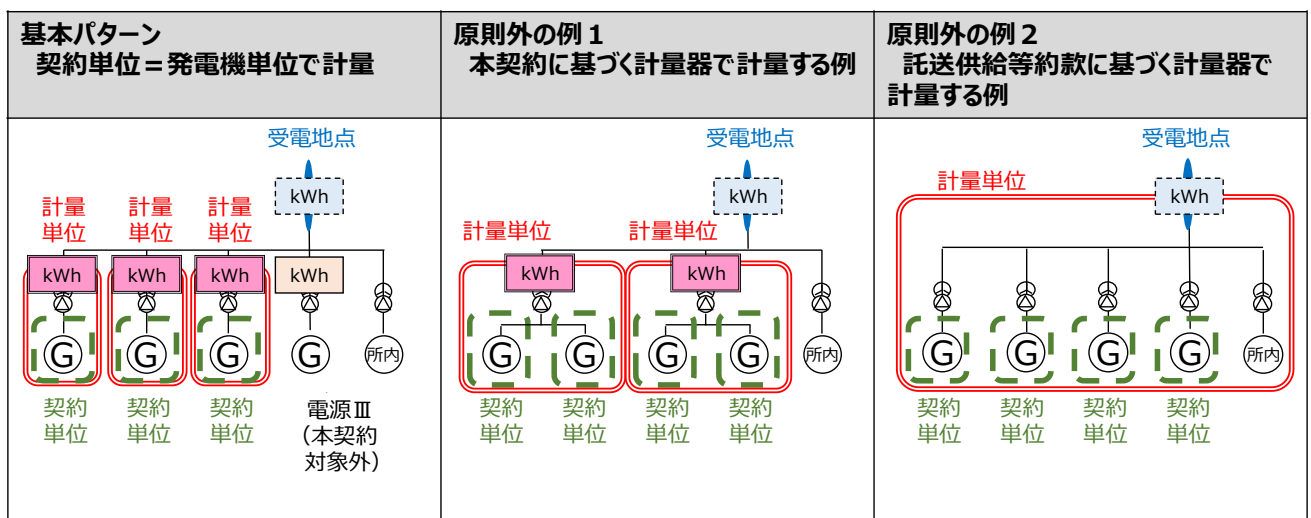 基本パターン
契約単位＝発電機単位で計量
受電地点
kWh
計量
単位
計量
単位
計量
単位
kWh
kWh
kWh
kWh
G
G
G
G
所内
契約
単位
契約
単位
契約
単位
電源Ⅲ
（本契約
対象外）
原則外の例１
本契約に基づく計量器で計量する例
受電地点
kWh
計量単位
計量単位
kWh
kWh
G
G
G
G
所内
契約
単位
契約
単位
契約
単位
契約
単位
原則外の例２
託送供給等約款に基づく計量器で
計量する例
受電地点
計量単位
kWh
G
G
G
G
所内
契約
単位
契約
単位
契約
単位
契約
単位